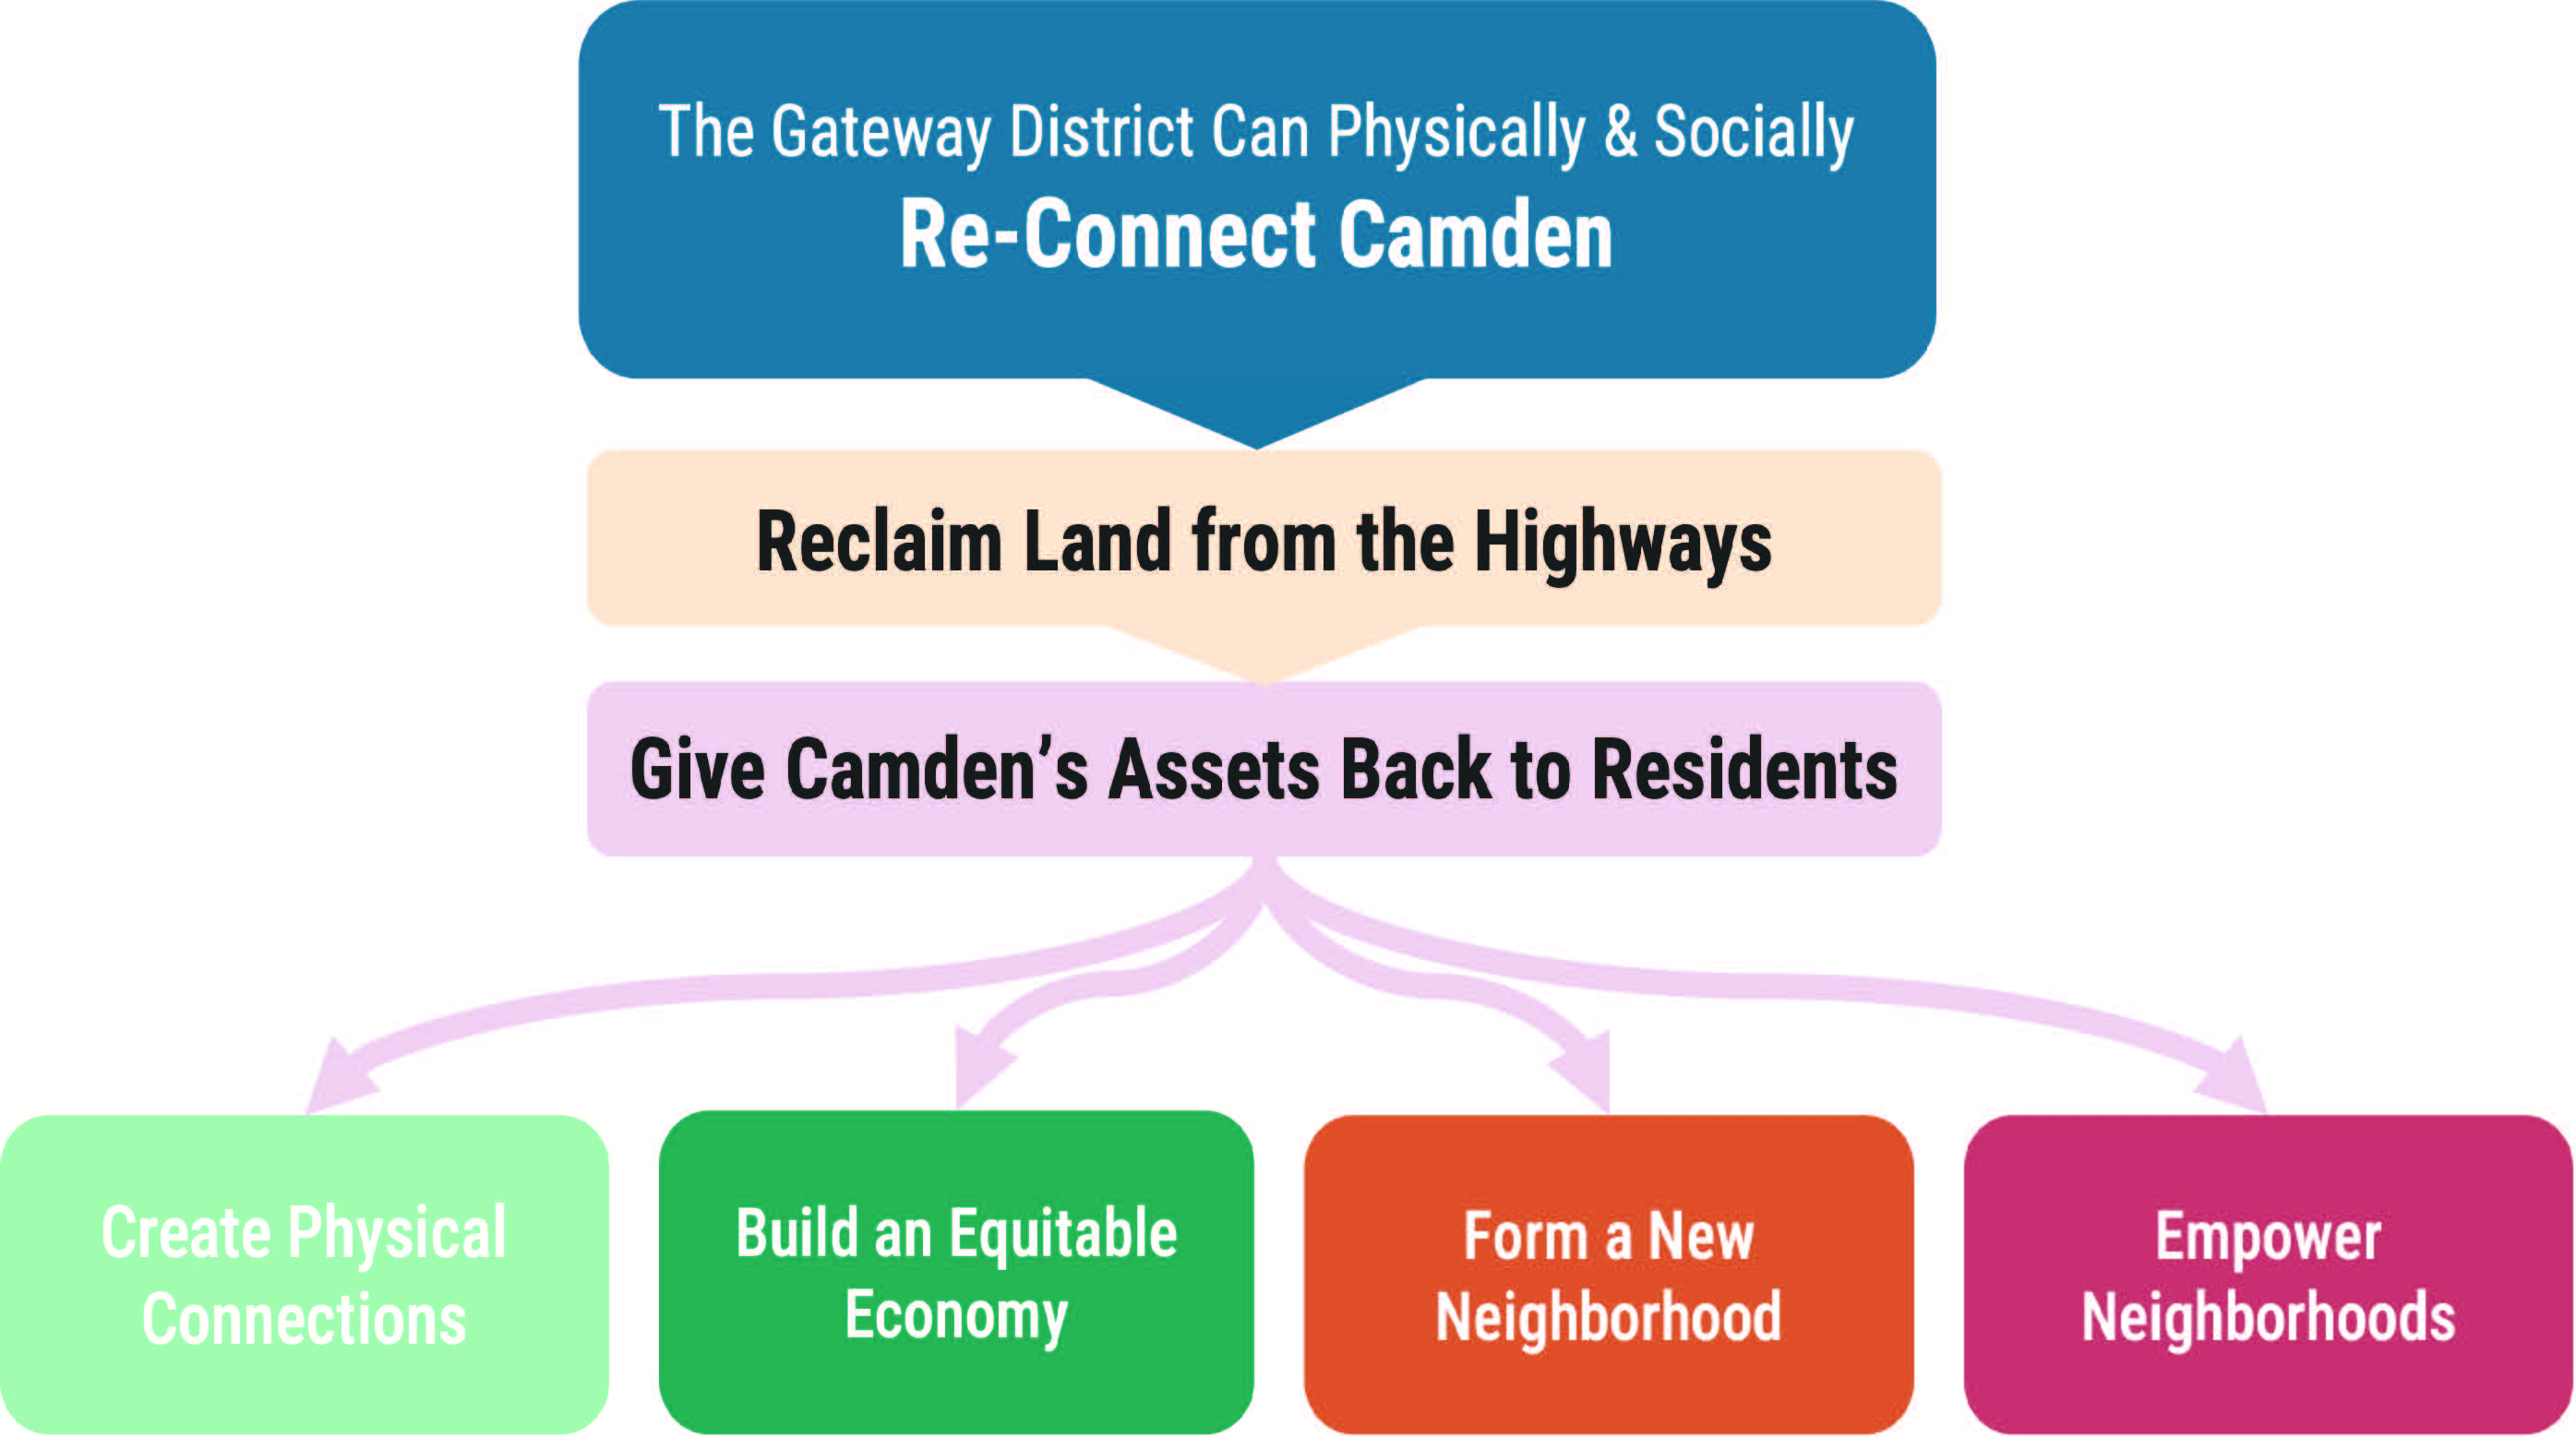 The Gateway District Can Physically & Socially
Re-Connect Camden
Reclaim Land from the Highways
Give Camden’s Assets Back to Residents
Create Physical
Connections
Build an Equitable
Economy
Form a New
Neighborhood
Empower
Neighborhoods